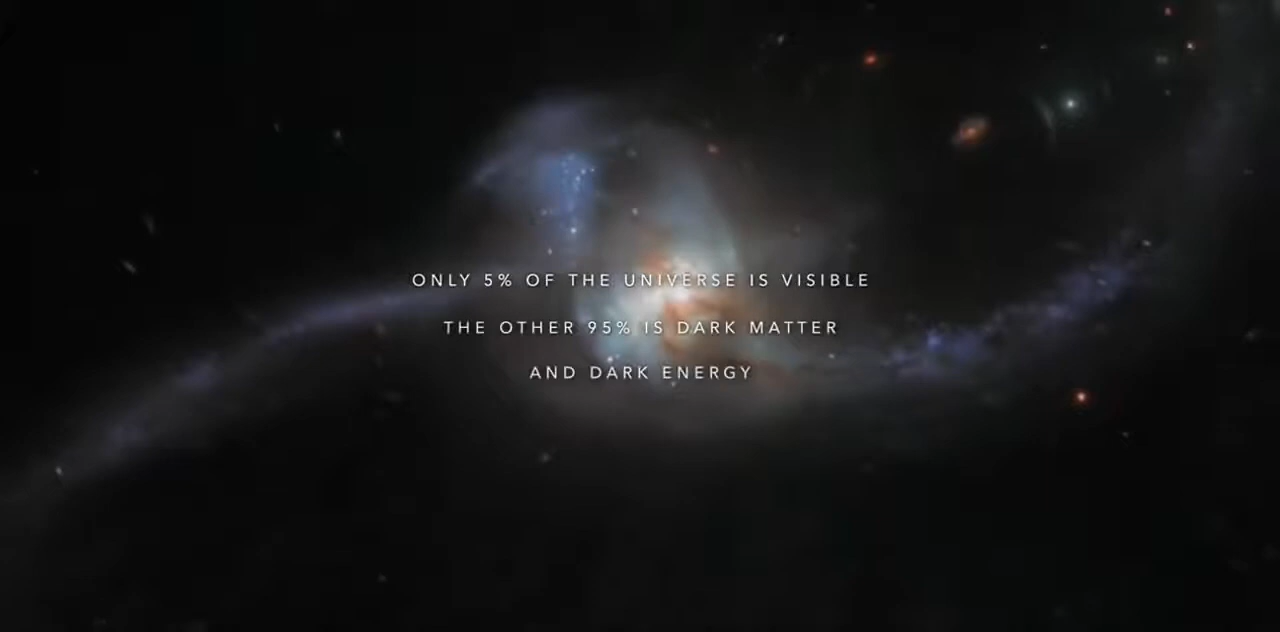 ONLY 5% OF THE UNIVERSE IS VISIBLE
THE OTHER 95% IS DARK MATTER
AND DARK ENERGY